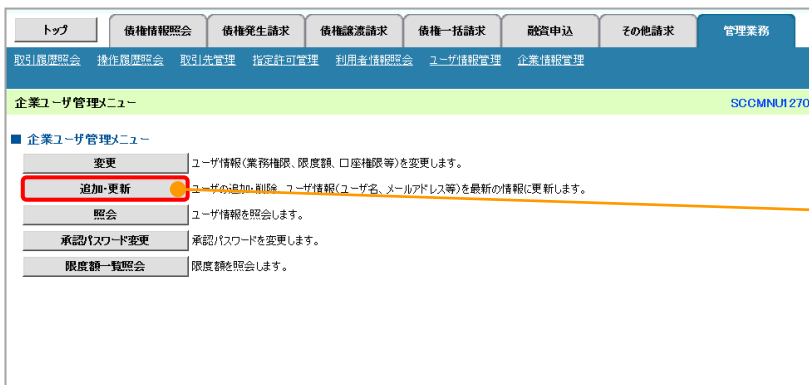 トップ 債権情報照会 債権発生請求 債権譲渡請求 債権一括請求 融資申込 その他請求 管理業務
取引履歴照会 操作履歴照会 取引先管理 指定許可管理 利用者情報照会 ユーザ情報管理 企業情報管理
企業ユーザ管理メニュー SCCMNU1270
■ 企業ユーザ管理メニュー
変更 ユーザ情報(業務権限、限度額、口座権限等)を変更します。
追加・更新 ユーザの追加・削除、ユーザ情報(ユーザ名、メールアドレス等)を最新の情報に更新します。
照会 ユーザ情報を照会します。
承認パスワード変更 承認パスワードを変更します。
限度額一覧照会 限度額を照会します。